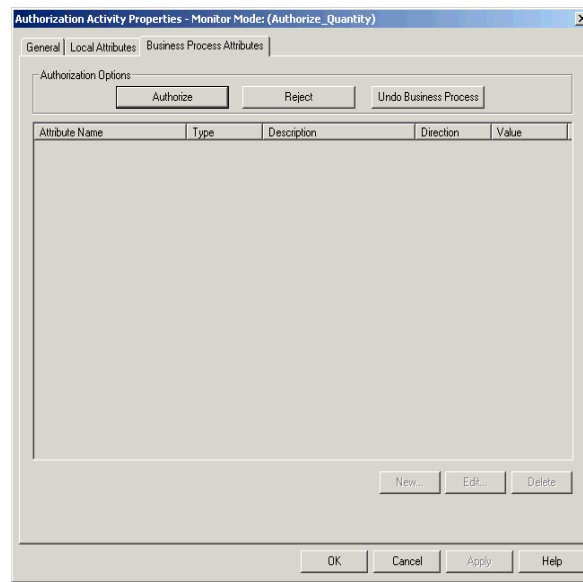 Authorization Activity Properties - Monitor Mode: (Authorize_Quantity)
General Local Attributes Business Process Attributes
Authorization Options
Authorize Reject Undo Business Process
Attribute Name Type Description Direction Value
New... Edit... Delete
OK Cancel Apply Help